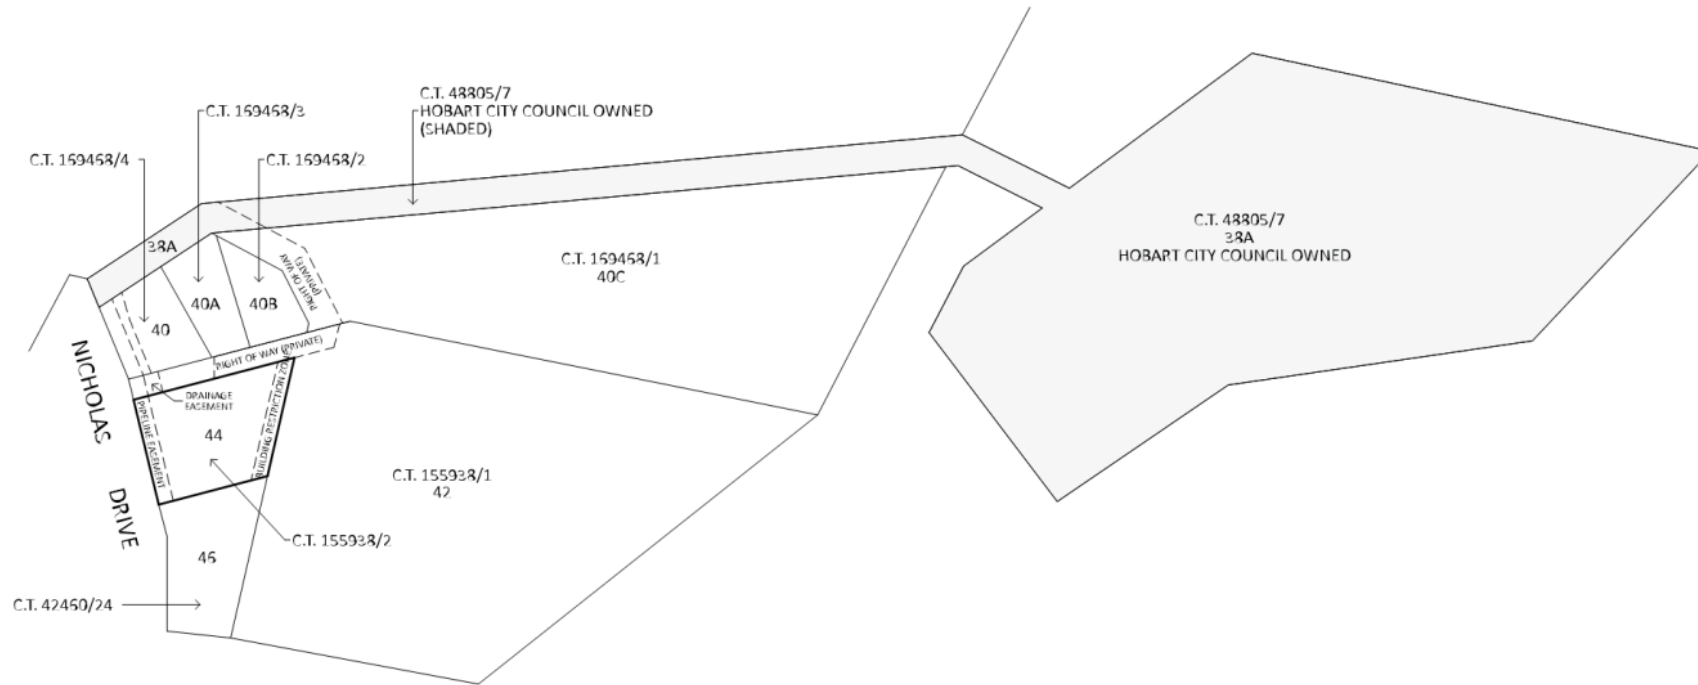 C.T. 48805/7
HOBART CITY COUNCIL OWNED
(SHADED)
C.T. 169468/3
C.T. 169468/4
C.T. 169468/2
38A
C.T. 48805/7
38A
HOBART CITY COUNCIL OWNED
RIGHT OF WAY
(PRIVATE)
C.T. 169468/1
40C
40A
40B
40
RIGHT OF WAY (PRIVATE)
NICHOLAS
DRIVE
DRAINAGE
EASEMENT
PIPELINE EASEMENT
BUILDING RESTRICTION ZONE
44
C.T. 155938/1
42
C.T. 155938/2
46
C.T. 42460/24